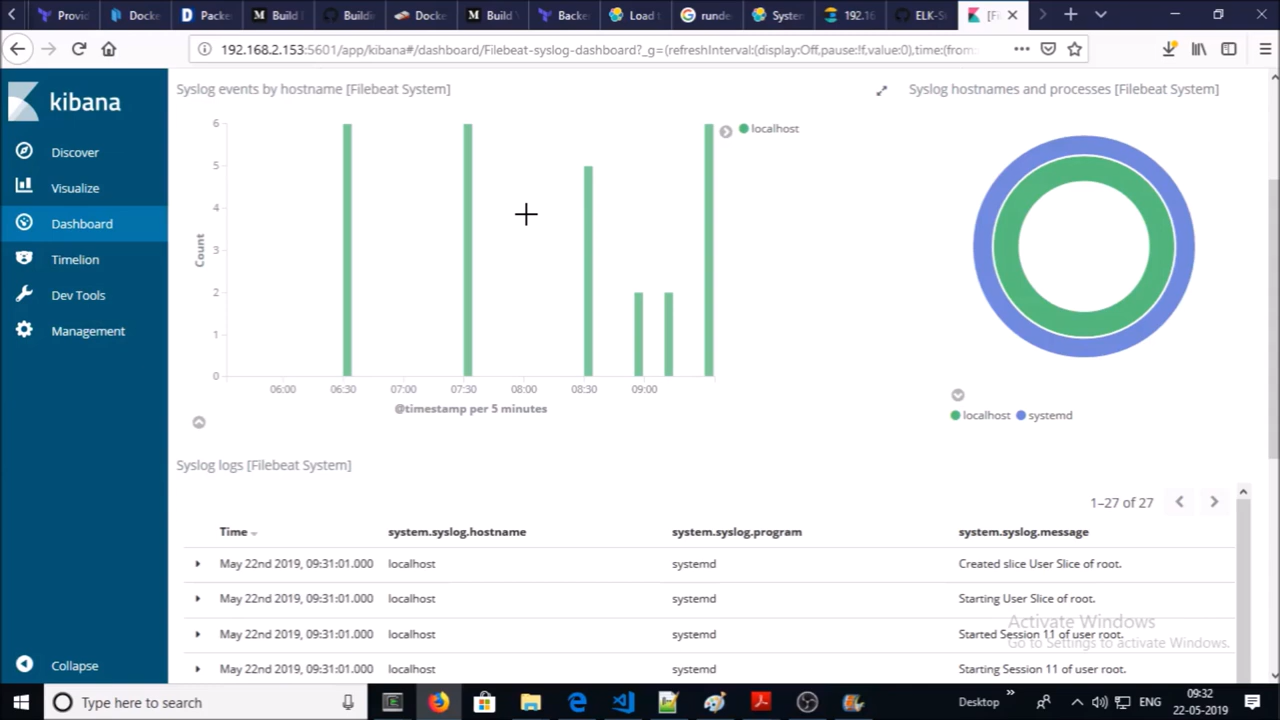 Provid
Docke
Packe
Build
Buildin
Docke
Build
Backe
Load t
runde
System
192.16
ELK-S
[Fi
192.168.2.153:5601/app/kibana#/dashboard/Filebeat-syslog-dashboard?_g=(refreshInterval:(display:Off,pause:!f,value:0),time:(from:
kibana
Discover
Visualize
Dashboard
Timelion
Dev Tools
Management
Collapse
Syslog events by hostname [Filebeat System]
localhost
6
5
4
3
2
1
0
Count
06:00 06:30 07:00 07:30 08:00 08:30 09:00
@timestamp per 5 minutes
Syslog hostnames and processes [Filebeat System]
localhost systemd
Syslog logs [Filebeat System]
1–27 of 27
Time system.syslog.hostname system.syslog.program system.syslog.message
May 22nd 2019, 09:31:01.000 localhost systemd Created slice User Slice of root.
May 22nd 2019, 09:31:01.000 localhost systemd Starting User Slice of root.
May 22nd 2019, 09:31:01.000 localhost systemd Started Session 11 of user root.
May 22nd 2019, 09:31:01.000 localhost systemd Starting Session 11 of user root.
Activate Windows
Go to Settings to activate Windows.
Type here to search
Desktop
ENG
09:32
22-05-2019